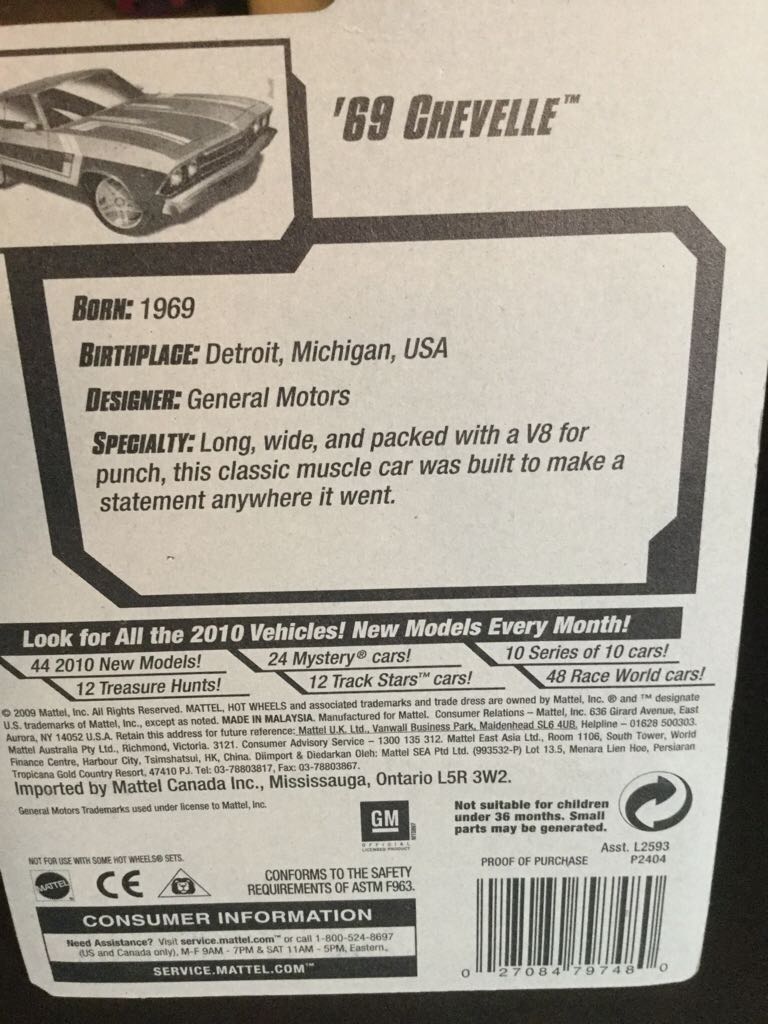 '69 CHEVELLE™
BORN: 1969
BIRTHPLACE: Detroit, Michigan, USA
DESIGNER: General Motors
SPECIALTY: Long, wide, and packed with a V8 for
punch, this classic muscle car was built to make a
statement anywhere it went.
Look for All the 2010 Vehicles! New Models Every Month!
44 2010 New Models!
24 Mystery® cars!
10 Series of 10 cars!
12 Treasure Hunts!
12 Track Stars™ cars!
48 Race World cars!
© 2009 Mattel, Inc. All Rights Reserved. MATTEL, HOT WHEELS and associated trademarks and trade dress are owned by Mattel, Inc. ® and ™ designate
U.S. trademarks of Mattel, Inc., except as noted. MADE IN MALAYSIA. Manufactured for Mattel. Consumer Relations – Mattel, Inc. 636 Girard Avenue, East
Aurora, NY 14052 U.S.A. Retain this address for future reference: Mattel U.K. Ltd., Vanwall Business Park, Maidenhead SL6 4UB. Helpline – 01628 500303.
Mattel Australia Pty Ltd., Richmond, Victoria. 3121. Consumer Advisory Service – 1300 135 312. Mattel East Asia Ltd., Room 1106, South Tower, World
Finance Centre, Harbour City, Tsimshatsui, HK, China. Diimport & Diedarkan Oleh: Mattel SEA Ptd Ltd. (993532-P) Lot 13.5, Menara Lien Hoe, Persiaran
Tropicana Gold Country Resort, 47410 PJ. Tel: 03-78803817, Fax: 03-78803867.
Imported by Mattel Canada Inc., Mississauga, Ontario L5R 3W2.
General Motors Trademarks used under license to Mattel, Inc.
GM
OFFICIAL
LICENSED PRODUCT
Not suitable for children
under 36 months. Small
parts may be generated.
Asst. L2593
P2404
PROOF OF PURCHASE
NOT FOR USE WITH SOME HOT WHEELS® SETS.
MATTEL
CE
CONFORMS TO THE SAFETY
REQUIREMENTS OF ASTM F963.
CONSUMER INFORMATION
Need Assistance? Visit service.mattel.com™ or call 1-800-524-8697
(US and Canada only), M-F 9AM - 7PM & SAT 11AM - 5PM, Eastern.
SERVICE.MATTEL.COM™
0 27084 79748 0